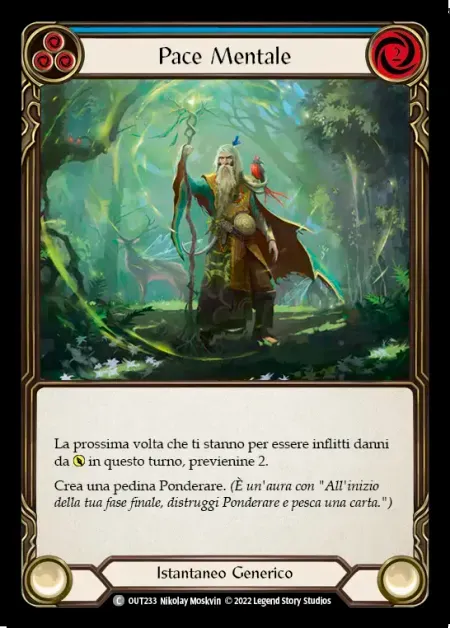 Pace Mentale
2
La prossima volta che ti stanno per essere inflitti danni
da in questo turno, previenine 2.
Crea una pedina Ponderare. (È un'aura con "All'inizio
della tua fase finale, distruggi Ponderare e pesca una carta.")
Istantaneo Generico
C OUT233 Nikolay Moskvin © 2022 Legend Story Studios